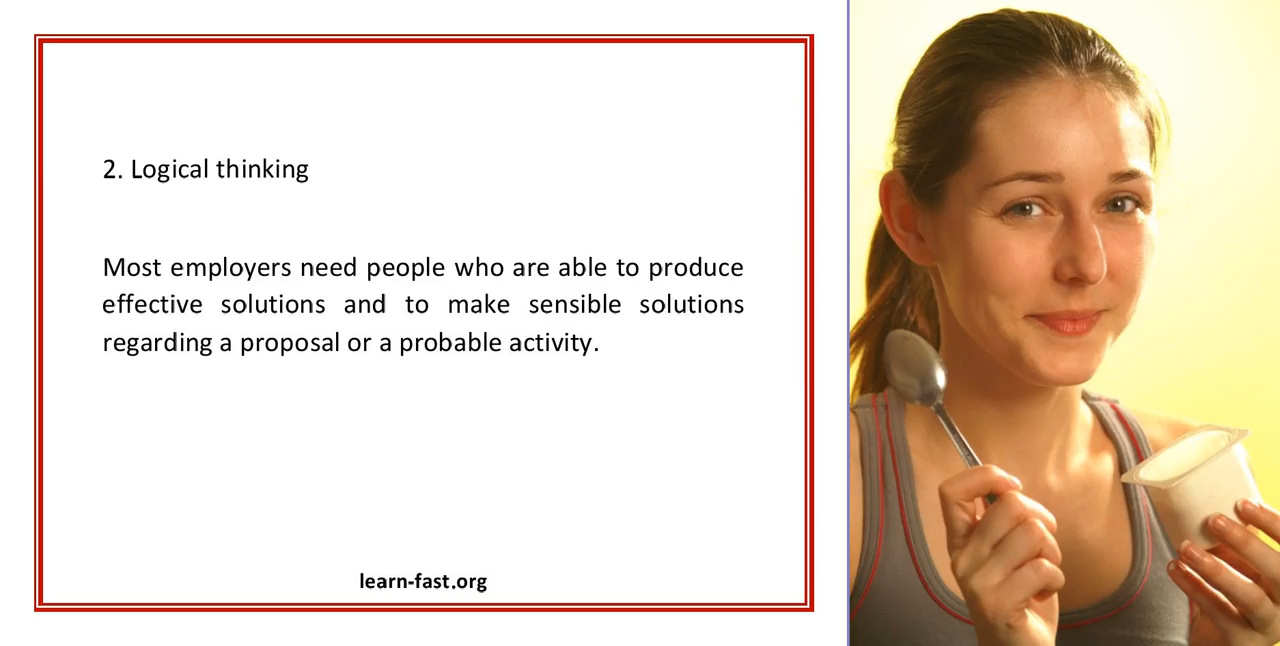 2. Logical thinking
Most employers need people who are able to produce
effective solutions and to make sensible solutions
regarding a proposal or a probable activity.
learn-fast.org